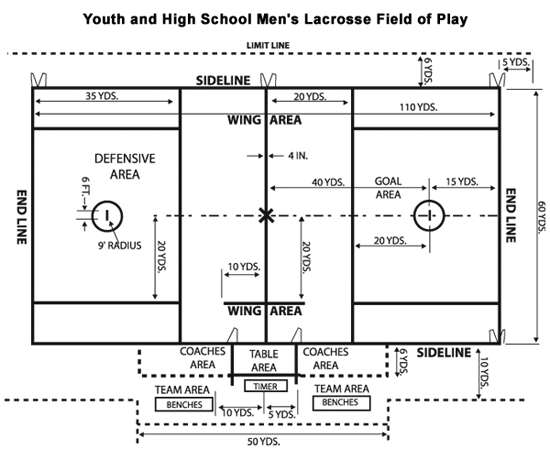 Youth and High School Men's Lacrosse Field of Play
LIMIT LINE
6 YDS.
5 YDS.
SIDELINE
35 YDS.
20 YDS.
110 YDS.
WING AREA
DEFENSIVE
AREA
4 IN.
40 YDS.
GOAL
AREA
15 YDS.
6 FT.
END LINE
END LINE
60 YDS.
9' RADIUS
20 YDS.
20 YDS.
20 YDS.
10 YDS.
WING AREA
COACHES
AREA
TABLE
AREA
COACHES
AREA
SIDELINE
6 YDS.
10 YDS.
TIMER
TEAM AREA
BENCHES
TEAM AREA
BENCHES
10 YDS.
5 YDS.
50 YDS.